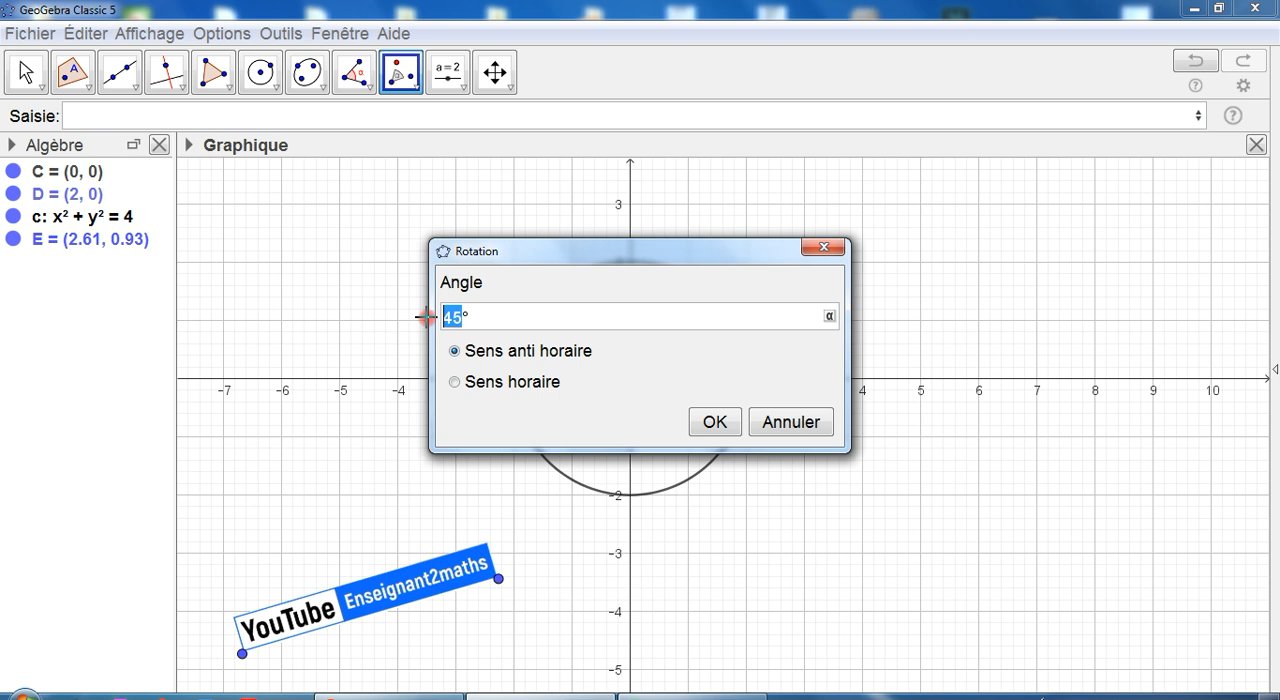 GeoGebra Classic 5
Fichier Éditer Affichage Options Outils Fenêtre Aide
A
α
a=2
Saisie:
Algèbre
Graphique
C = (0, 0)
D = (2, 0)
c: x² + y² = 4
E = (2.61, 0.93)
3
Rotation
Angle
45°
α
Sens anti horaire
Sens horaire
OK
Annuler
-7 -6 -5 -4 4 5 6 7 8 9 10
-2
-3
-4
-5
YouTube Enseignant2maths